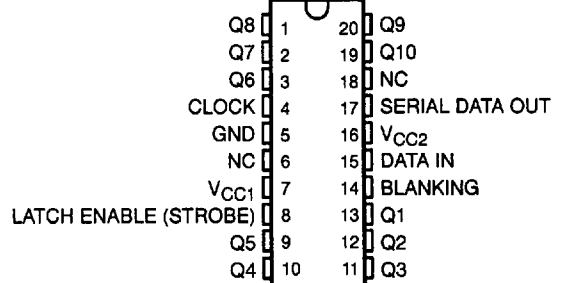 Q8 1 20 Q9
Q7 2 19 Q10
Q6 3 18 NC
CLOCK 4 17 SERIAL DATA OUT
GND 5 16 VCC2
NC 6 15 DATA IN
VCC1 7 14 BLANKING
LATCH ENABLE (STROBE) 8 13 Q1
Q5 9 12 Q2
Q4 10 11 Q3